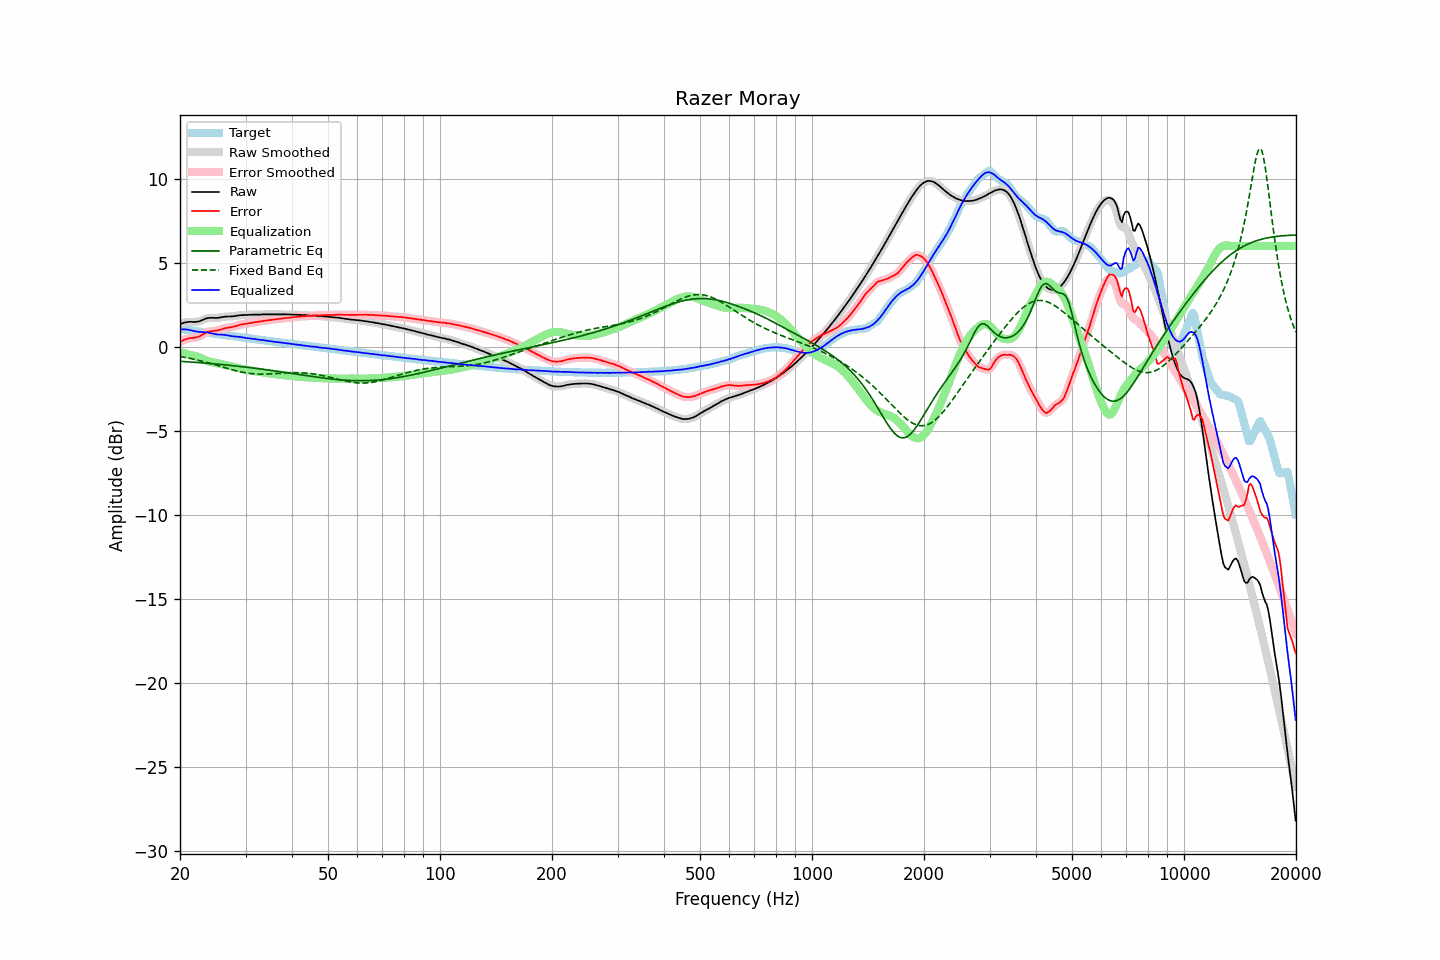 Razer Moray
Target
Raw Smoothed
Error Smoothed
Raw
Error
Equalization
Parametric Eq
Fixed Band Eq
Equalized
Amplitude (dBr)
10
5
0
−5
−10
−15
−20
−25
−30
20 50 100 200 500 1000 2000 5000 10000 20000
Frequency (Hz)